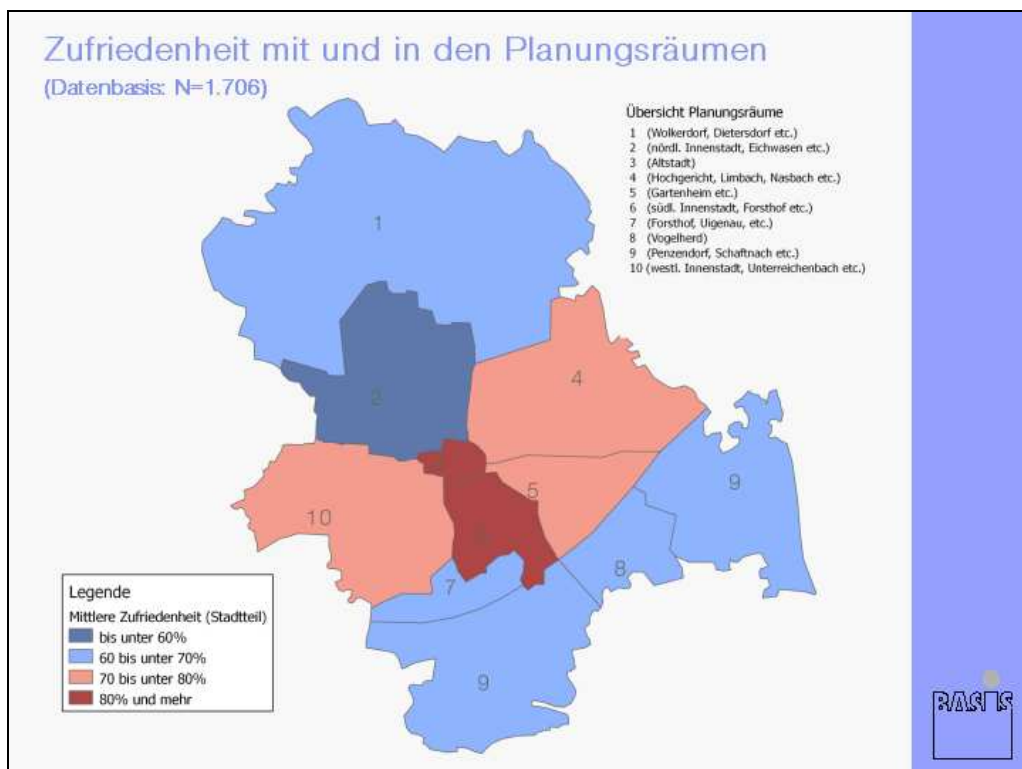 Zufriedenheit mit und in den Planungsräumen
(Datenbasis: N=1.706)
Übersicht Planungsräume
1 (Wolkerdorf, Dietersdorf etc.)
2 (nördl. Innenstadt, Eichwasen etc.)
3 (Altstadt)
4 (Hochgericht, Limbach, Nasbach etc.)
5 (Gartenheim etc.)
6 (südl. Innenstadt, Forsthof etc.)
7 (Forsthof, Uigenau, etc.)
8 (Vogelherd)
9 (Penzendorf, Schaftnach etc.)
10 (westl. Innenstadt, Unterreichenbach etc.)
1
2
4
9
5
10
6
8
7
9
Legende
Mittlere Zufriedenheit (Stadtteil)
bis unter 60%
60 bis unter 70%
70 bis unter 80%
80% und mehr
BASIS